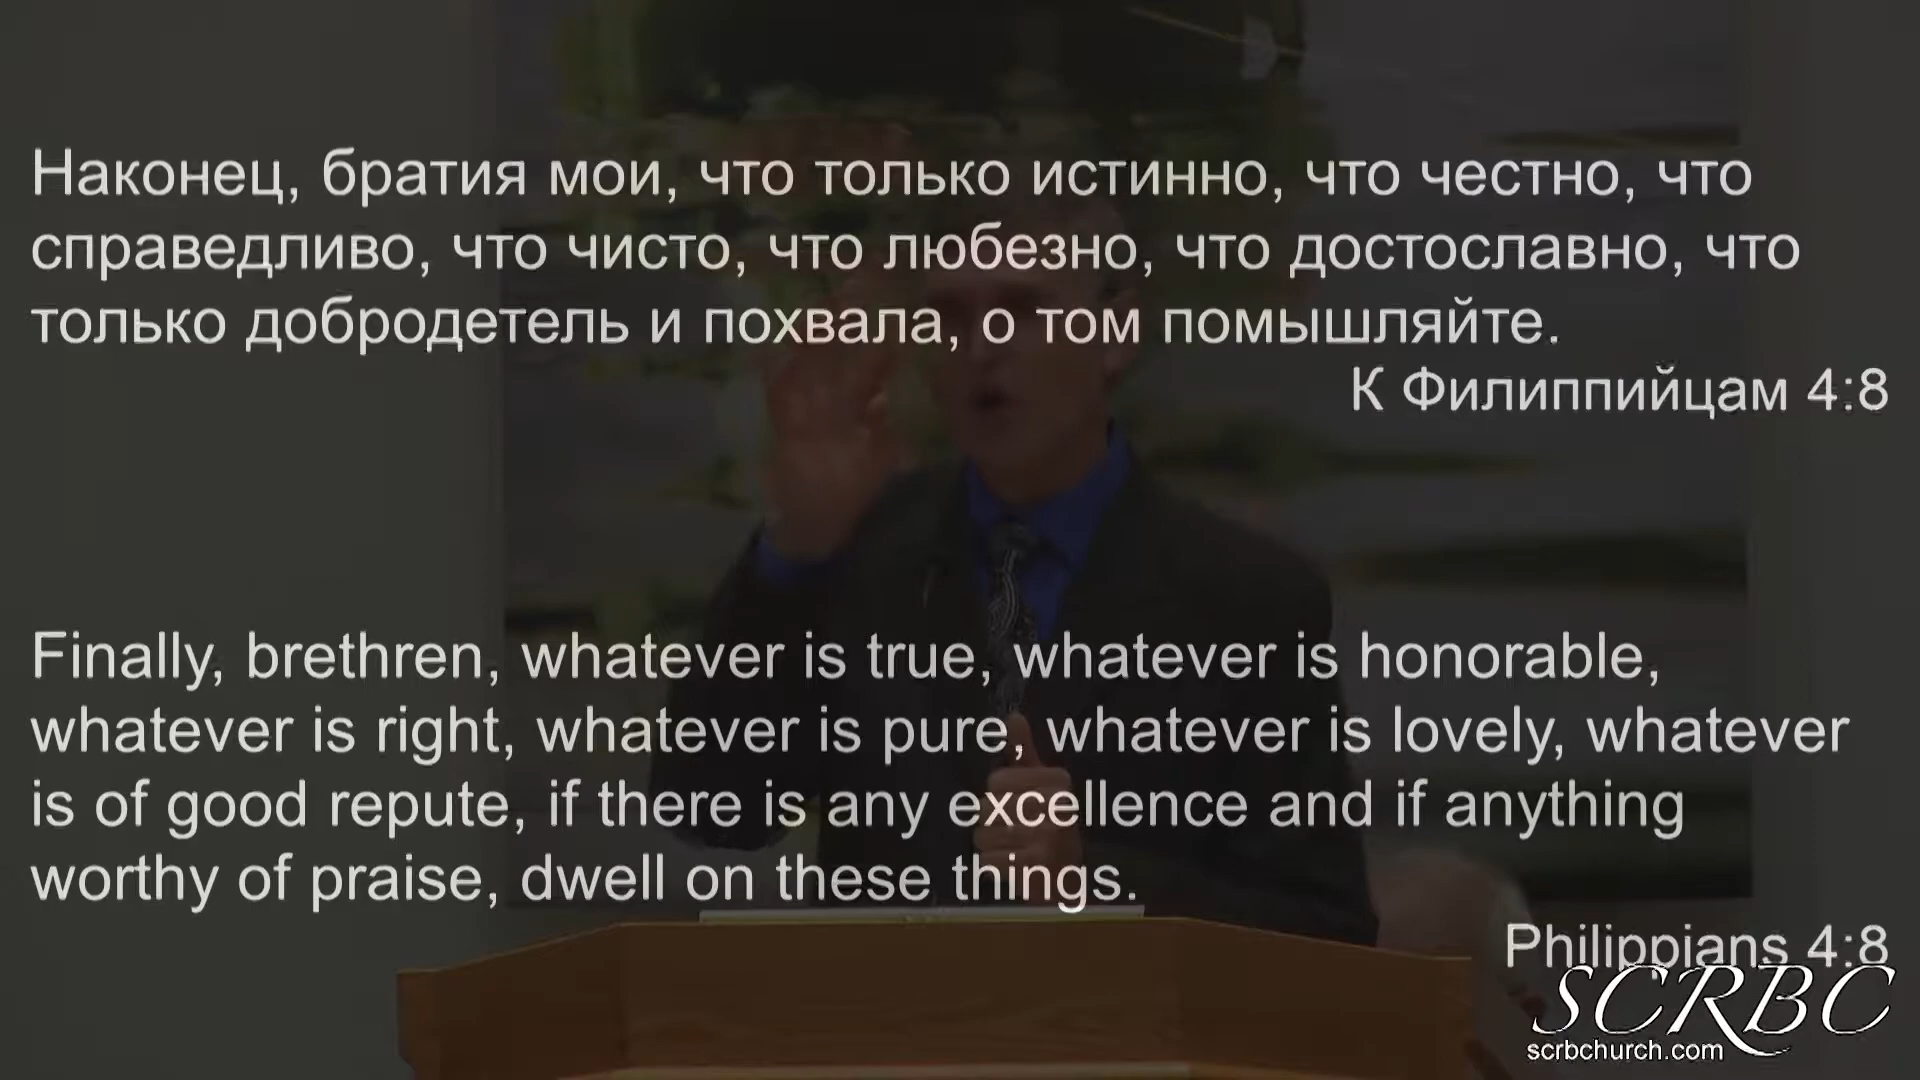 Наконец, братия мои, что только истинно, что честно, что
справедливо, что чисто, что любезно, что достославно, что
только добродетель и похвала, о том помышляйте.
К Филиппийцам 4:8
Finally, brethren, whatever is true, whatever is honorable,
whatever is right, whatever is pure, whatever is lovely, whatever
is of good repute, if there is any excellence and if anything
worthy of praise, dwell on these things.
Philippians 4:8
SCRBC
scrbchurch.com